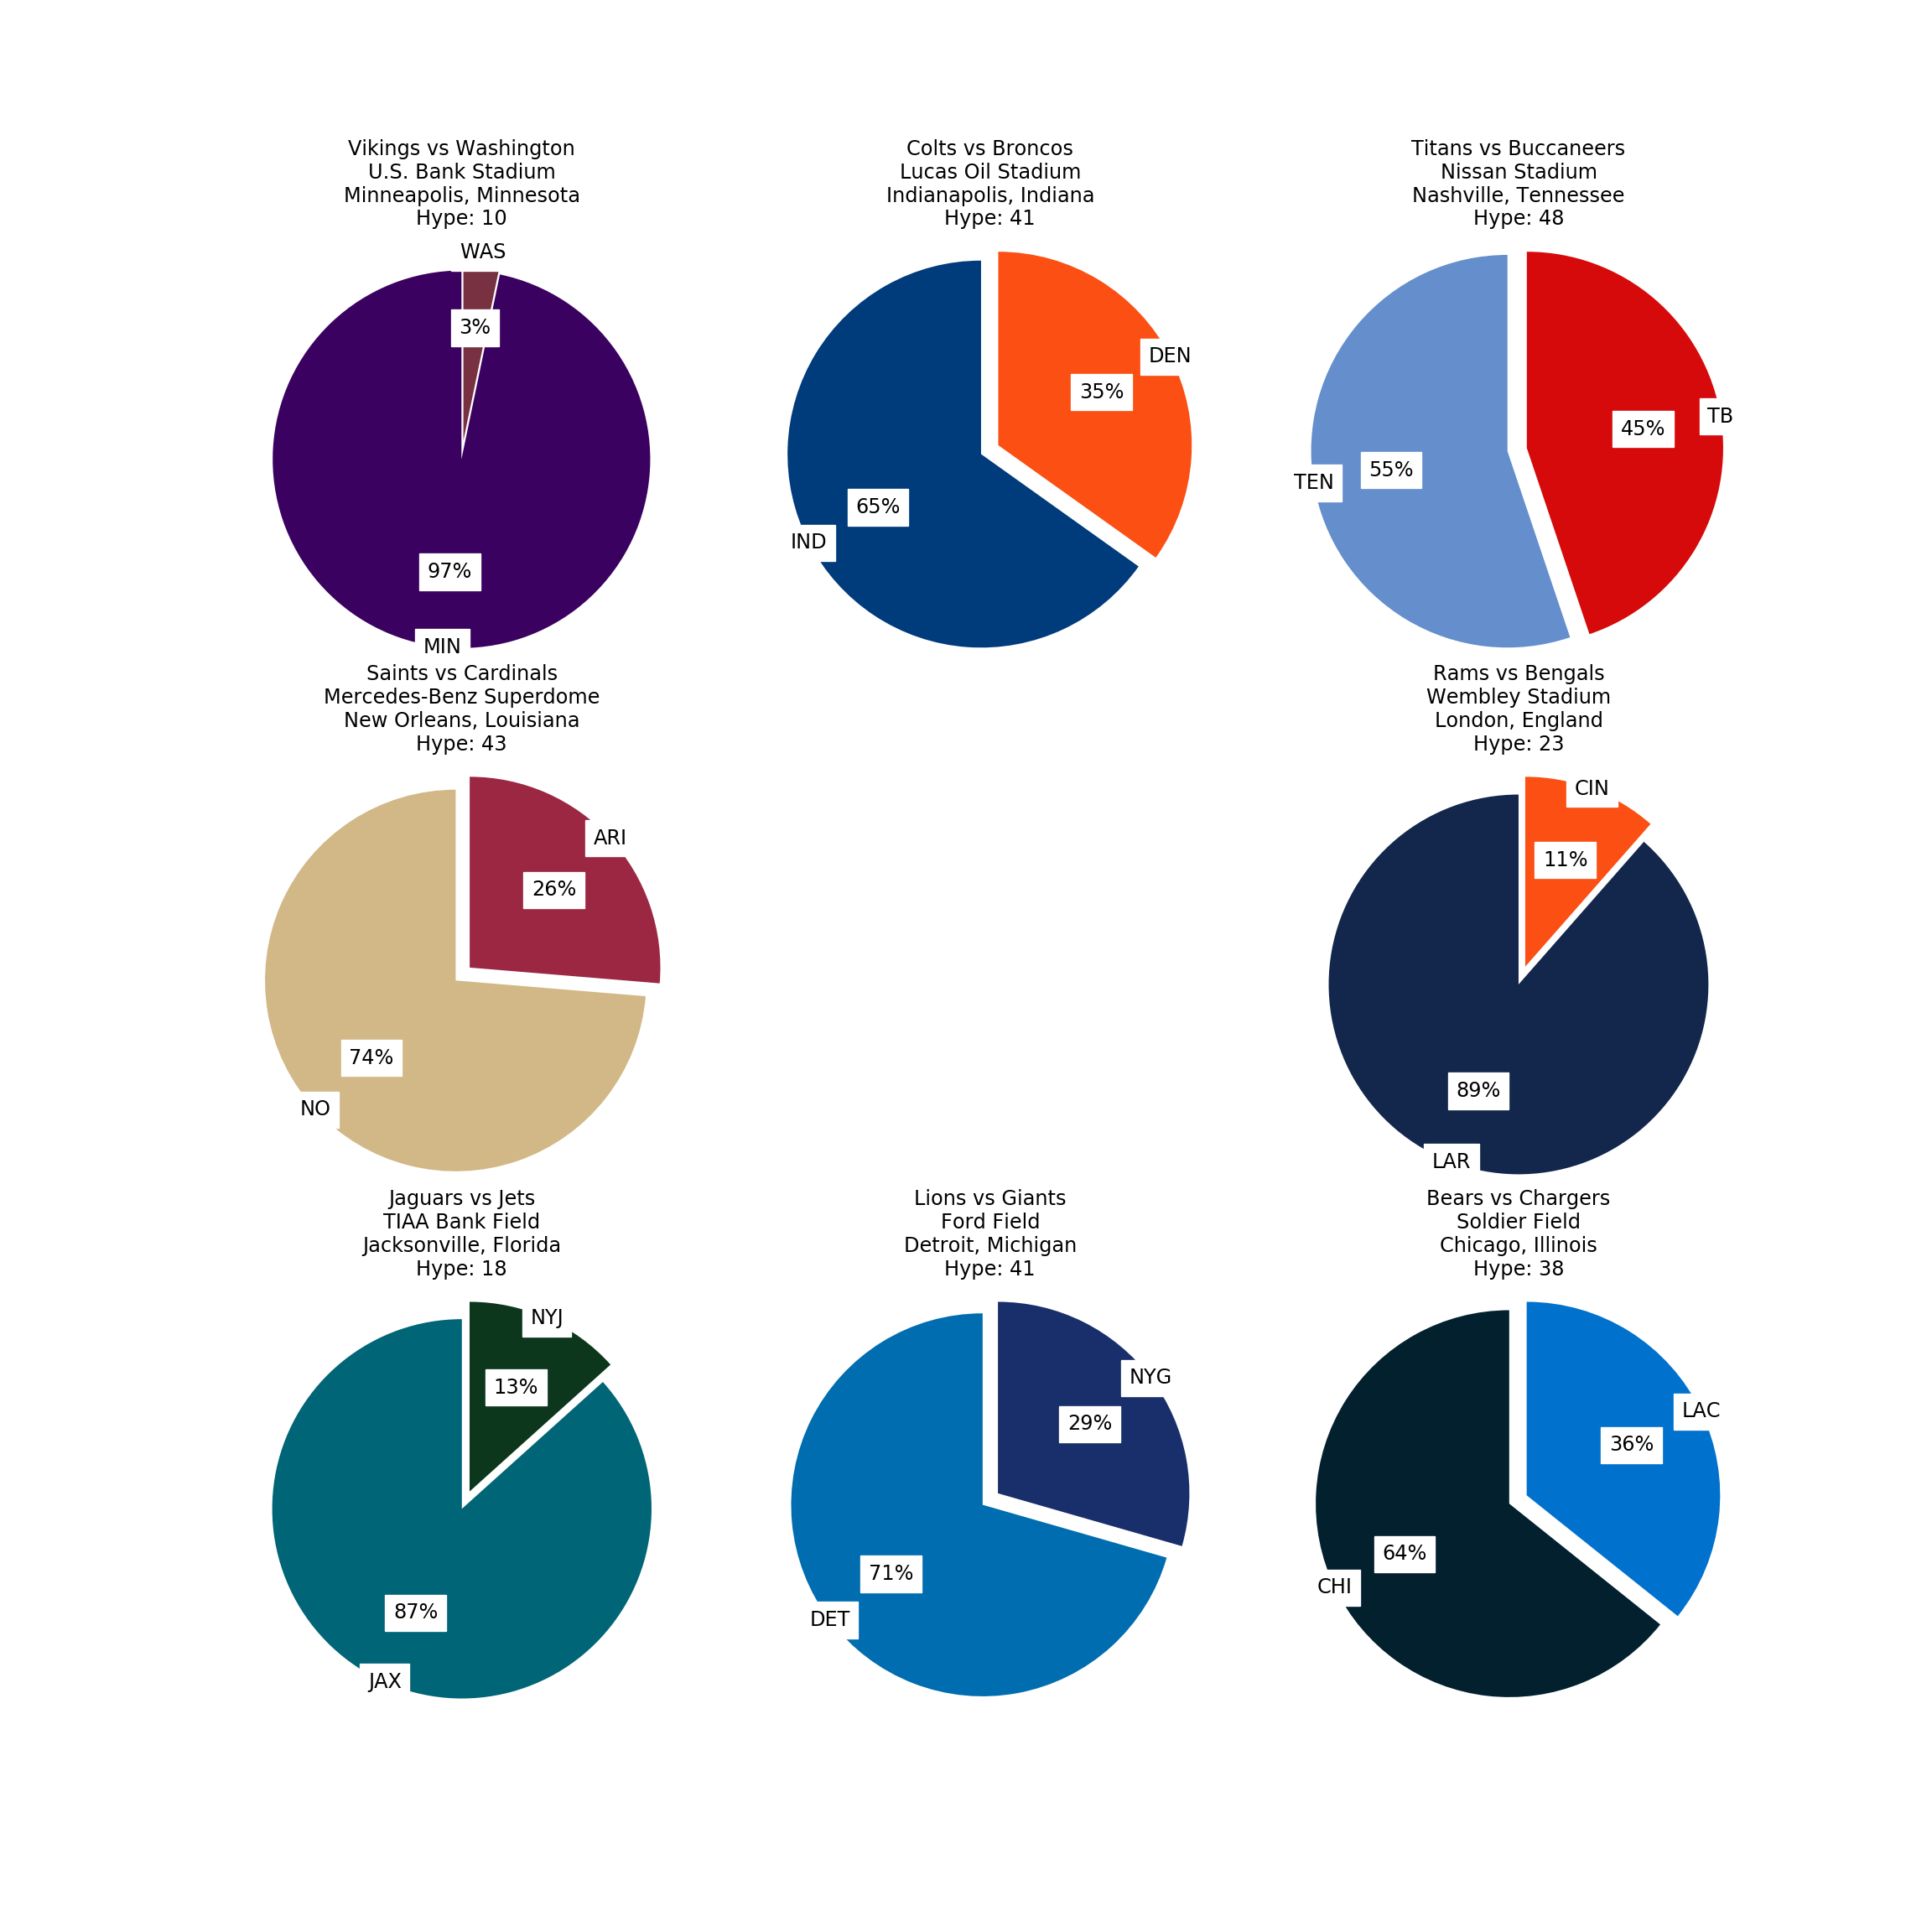 Vikings vs Washington
U.S. Bank Stadium
Minneapolis, Minnesota
Hype: 10
WAS
3%
97%
MIN
Colts vs Broncos
Lucas Oil Stadium
Indianapolis, Indiana
Hype: 41
DEN
35%
65%
IND
Titans vs Buccaneers
Nissan Stadium
Nashville, Tennessee
Hype: 48
TB
45%
55%
TEN
Saints vs Cardinals
Mercedes-Benz Superdome
New Orleans, Louisiana
Hype: 43
ARI
26%
74%
NO
Rams vs Bengals
Wembley Stadium
London, England
Hype: 23
CIN
11%
89%
LAR
Jaguars vs Jets
TIAA Bank Field
Jacksonville, Florida
Hype: 18
NYJ
13%
87%
JAX
Lions vs Giants
Ford Field
Detroit, Michigan
Hype: 41
NYG
29%
71%
DET
Bears vs Chargers
Soldier Field
Chicago, Illinois
Hype: 38
LAC
36%
64%
CHI